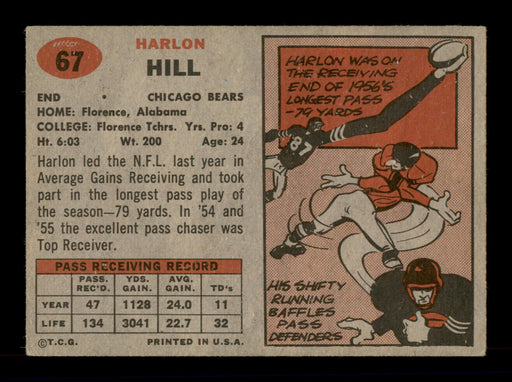 67
HARLON
HILL
END • CHICAGO BEARS
HOME: Florence, Alabama
COLLEGE: Florence Tchrs. Yrs. Pro: 4
Ht. 6:03 Wt. 200 Age: 24
Harlon led the N.F.L. last year in
Average Gains Receiving and took
part in the longest pass play of
the season—79 yards. In '54 and
'55 the excellent pass chaser was
Top Receiver.
PASS RECEIVING RECORD
PASS. REC'D. YDS. GAIN. AVG. GAIN. TD's
YEAR 47 1128 24.0 11
LIFE 134 3041 22.7 32
©T.C.G. PRINTED IN U.S.A.
HARLON WAS ON
THE RECEIVING
END OF 1956'S
LONGEST PASS
-79 YARDS
81
HIS SHIFTY
RUNNING
BAFFLES
PASS
DEFENDERS